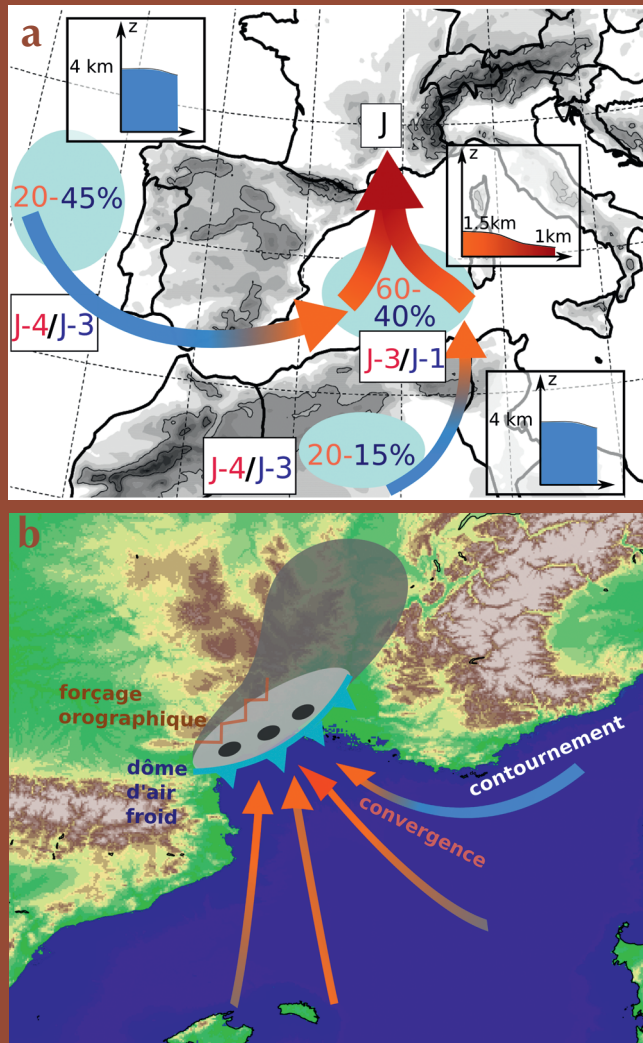 a
z
4 km
J
z
1,5km
1km
20-45%
60-
40%
J-4/J-3
J-3/J-1
z
4 km
J-4/J-3
20-15%
b
forçage
orographique
dôme
d'air
froid
contournement
convergence